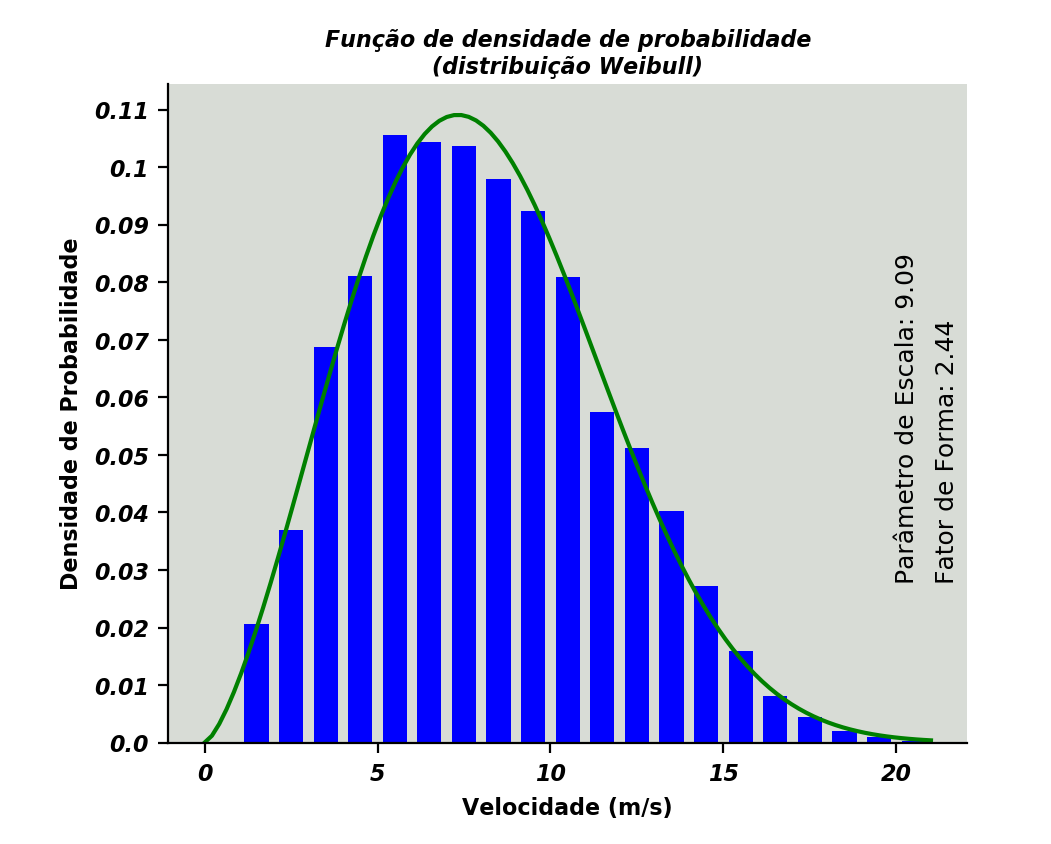 Função de densidade de probabilidade
(distribuição Weibull)
Densidade de Probabilidade
0.11
0.1
0.09
0.08
0.07
0.06
0.05
0.04
0.03
0.02
0.01
0.0
Parâmetro de Escala: 9.09
Fator de Forma: 2.44
0
5
10
15
20
Velocidade (m/s)